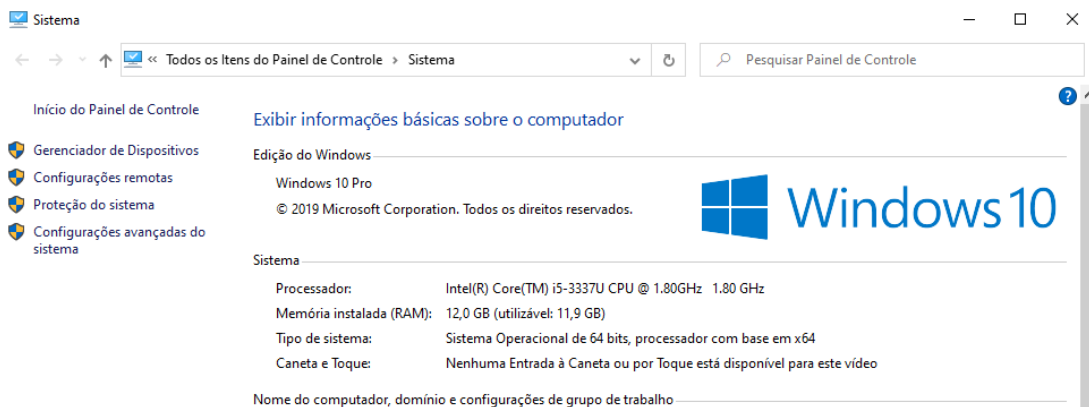 Sistema
« Todos os Itens do Painel de Controle > Sistema
Pesquisar Painel de Controle
Início do Painel de Controle
Gerenciador de Dispositivos
Configurações remotas
Proteção do sistema
Configurações avançadas do
sistema
Exibir informações básicas sobre o computador
Edição do Windows
Windows 10 Pro
© 2019 Microsoft Corporation. Todos os direitos reservados.
Windows 10
Sistema
Processador: Intel(R) Core(TM) i5-3337U CPU @ 1.80GHz 1.80 GHz
Memória instalada (RAM): 12,0 GB (utilizável: 11,9 GB)
Tipo de sistema: Sistema Operacional de 64 bits, processador com base em x64
Caneta e Toque: Nenhuma Entrada à Caneta ou por Toque está disponível para este vídeo
Nome do computador, domínio e configurações de grupo de trabalho